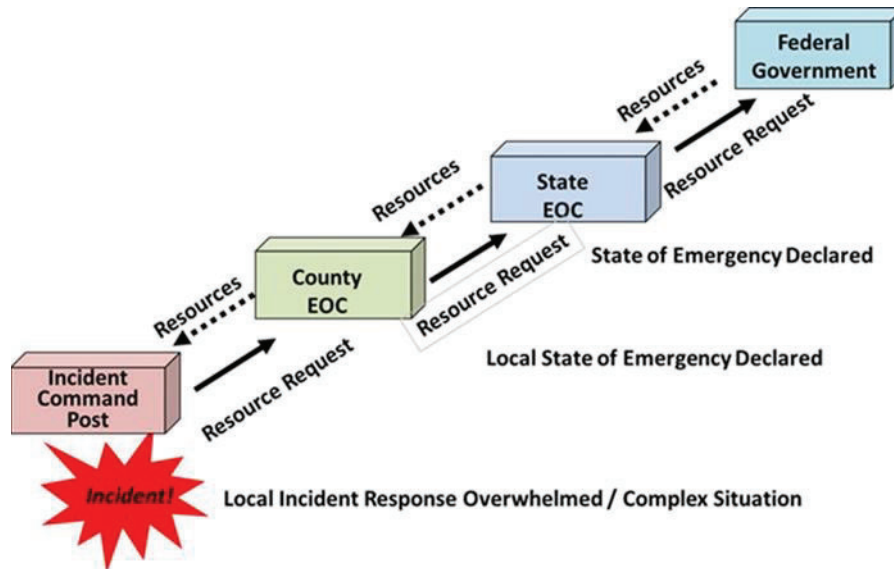 Federal
Government
Resources
Resource Request
State
EOC
Resources
Resource Request
State of Emergency Declared
County
EOC
Resources
Resource Request
Local State of Emergency Declared
Incident
Command
Post
Incident!
Local Incident Response Overwhelmed / Complex Situation